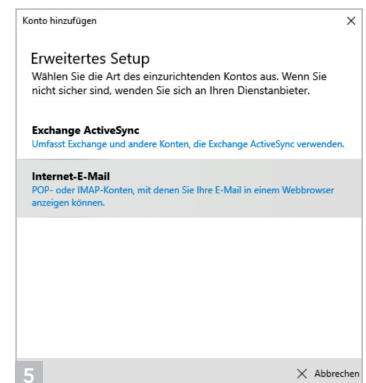 Konto hinzufügen
Erweitertes Setup
Wählen Sie die Art des einzurichtenden Kontos aus. Wenn Sie
nicht sicher sind, wenden Sie sich an Ihren Dienstanbieter.
Exchange ActiveSync
Umfasst Exchange und andere Konten, die Exchange ActiveSync verwenden.
Internet-E-Mail
POP- oder IMAP-Konten, mit denen Sie Ihre E-Mail in einem Webbrowser
anzeigen können.
5
Abbrechen